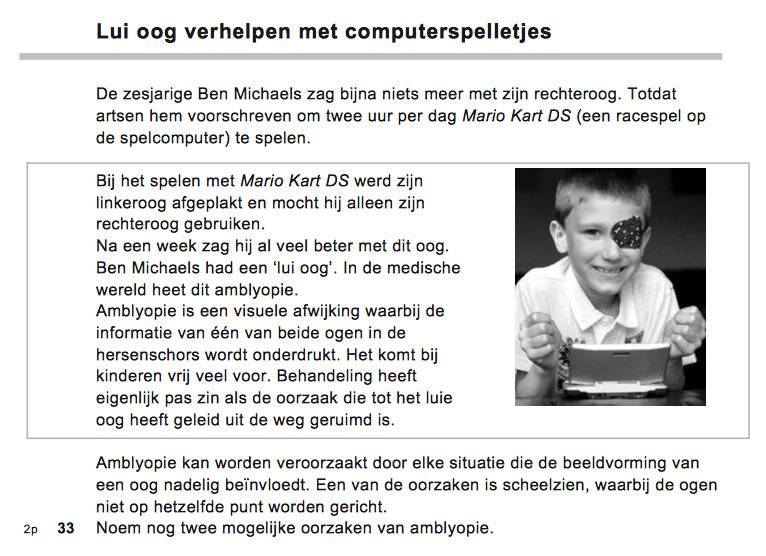 Lui oog verhelpen met computerspelletjes
De zesjarige Ben Michaels zag bijna niets meer met zijn rechteroog. Totdat
artsen hem voorschreven om twee uur per dag Mario Kart DS (een racespel op
de spelcomputer) te spelen.
Bij het spelen met Mario Kart DS werd zijn
linkeroog afgeplakt en mocht hij alleen zijn
rechteroog gebruiken.
Na een week zag hij al veel beter met dit oog.
Ben Michaels had een ‘lui oog’. In de medische
wereld heet dit amblyopie.
Amblyopie is een visuele afwijking waarbij de
informatie van één van beide ogen in de
hersenschors wordt onderdrukt. Het komt bij
kinderen vrij veel voor. Behandeling heeft
eigenlijk pas zin als de oorzaak die tot het luie
oog heeft geleid uit de weg geruimd is.
Amblyopie kan worden veroorzaakt door elke situatie die de beeldvorming van
een oog nadelig beïnvloedt. Een van de oorzaken is scheelzien, waarbij de ogen
niet op hetzelfde punt worden gericht.
2p 33 Noem nog twee mogelijke oorzaken van amblyopie.